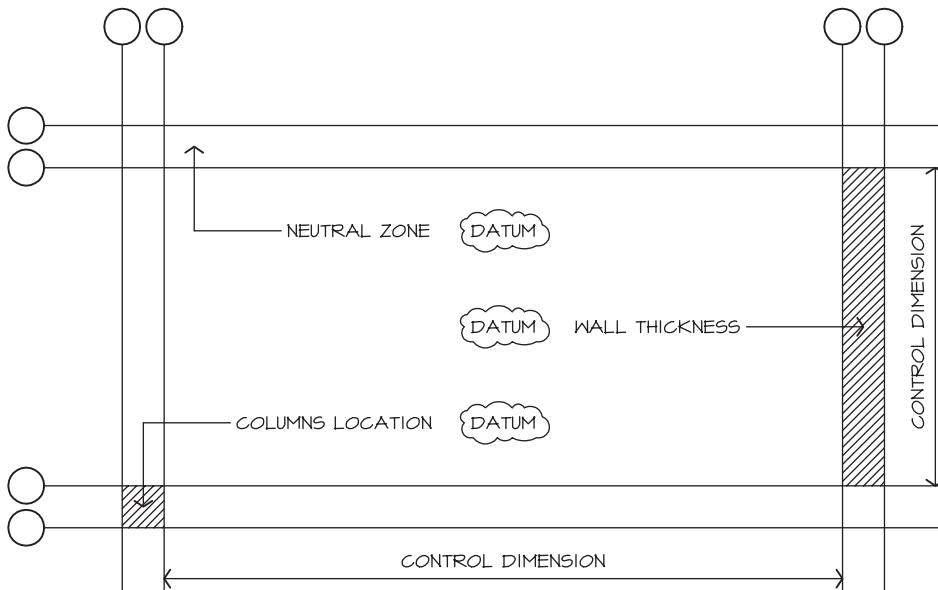 NEUTRAL ZONE
DATUM
DATUM
WALL THICKNESS
CONTROL DIMENSION
COLUMNS LOCATION
DATUM
CONTROL DIMENSION